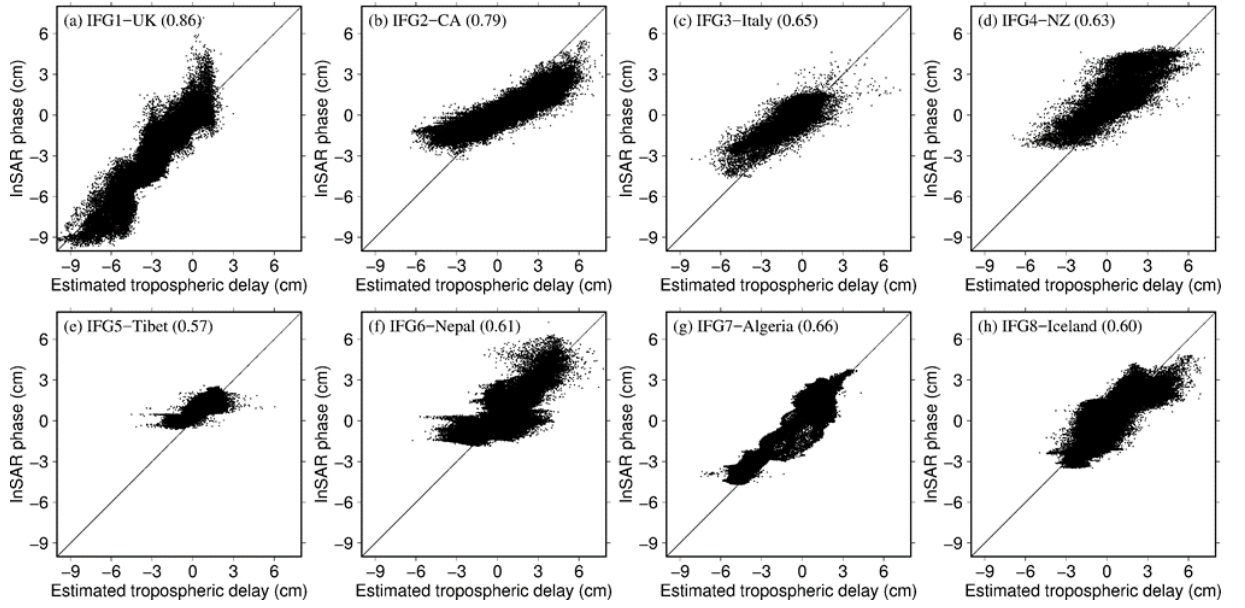 (a) IFG1−UK (0.86)
(b) IFG2−CA (0.79)
(c) IFG3−Italy (0.65)
(d) IFG4−NZ (0.63)
InSAR phase (cm)
6
3
0
−3
−6
−9
InSAR phase (cm)
6
3
0
−3
−6
−9
InSAR phase (cm)
6
3
0
−3
−6
−9
InSAR phase (cm)
6
3
0
−3
−6
−9
−9 −6 −3 0 3 6
−9 −6 −3 0 3 6
−9 −6 −3 0 3 6
−9 −6 −3 0 3 6
Estimated tropospheric delay (cm)
Estimated tropospheric delay (cm)
Estimated tropospheric delay (cm)
Estimated tropospheric delay (cm)
(e) IFG5−Tibet (0.57)
(f) IFG6−Nepal (0.61)
(g) IFG7−Algeria (0.66)
(h) IFG8−Iceland (0.60)
InSAR phase (cm)
6
3
0
−3
−6
−9
InSAR phase (cm)
6
3
0
−3
−6
−9
InSAR phase (cm)
6
3
0
−3
−6
−9
InSAR phase (cm)
6
3
0
−3
−6
−9
−9 −6 −3 0 3 6
−9 −6 −3 0 3 6
−9 −6 −3 0 3 6
−9 −6 −3 0 3 6
Estimated tropospheric delay (cm)
Estimated tropospheric delay (cm)
Estimated tropospheric delay (cm)
Estimated tropospheric delay (cm)